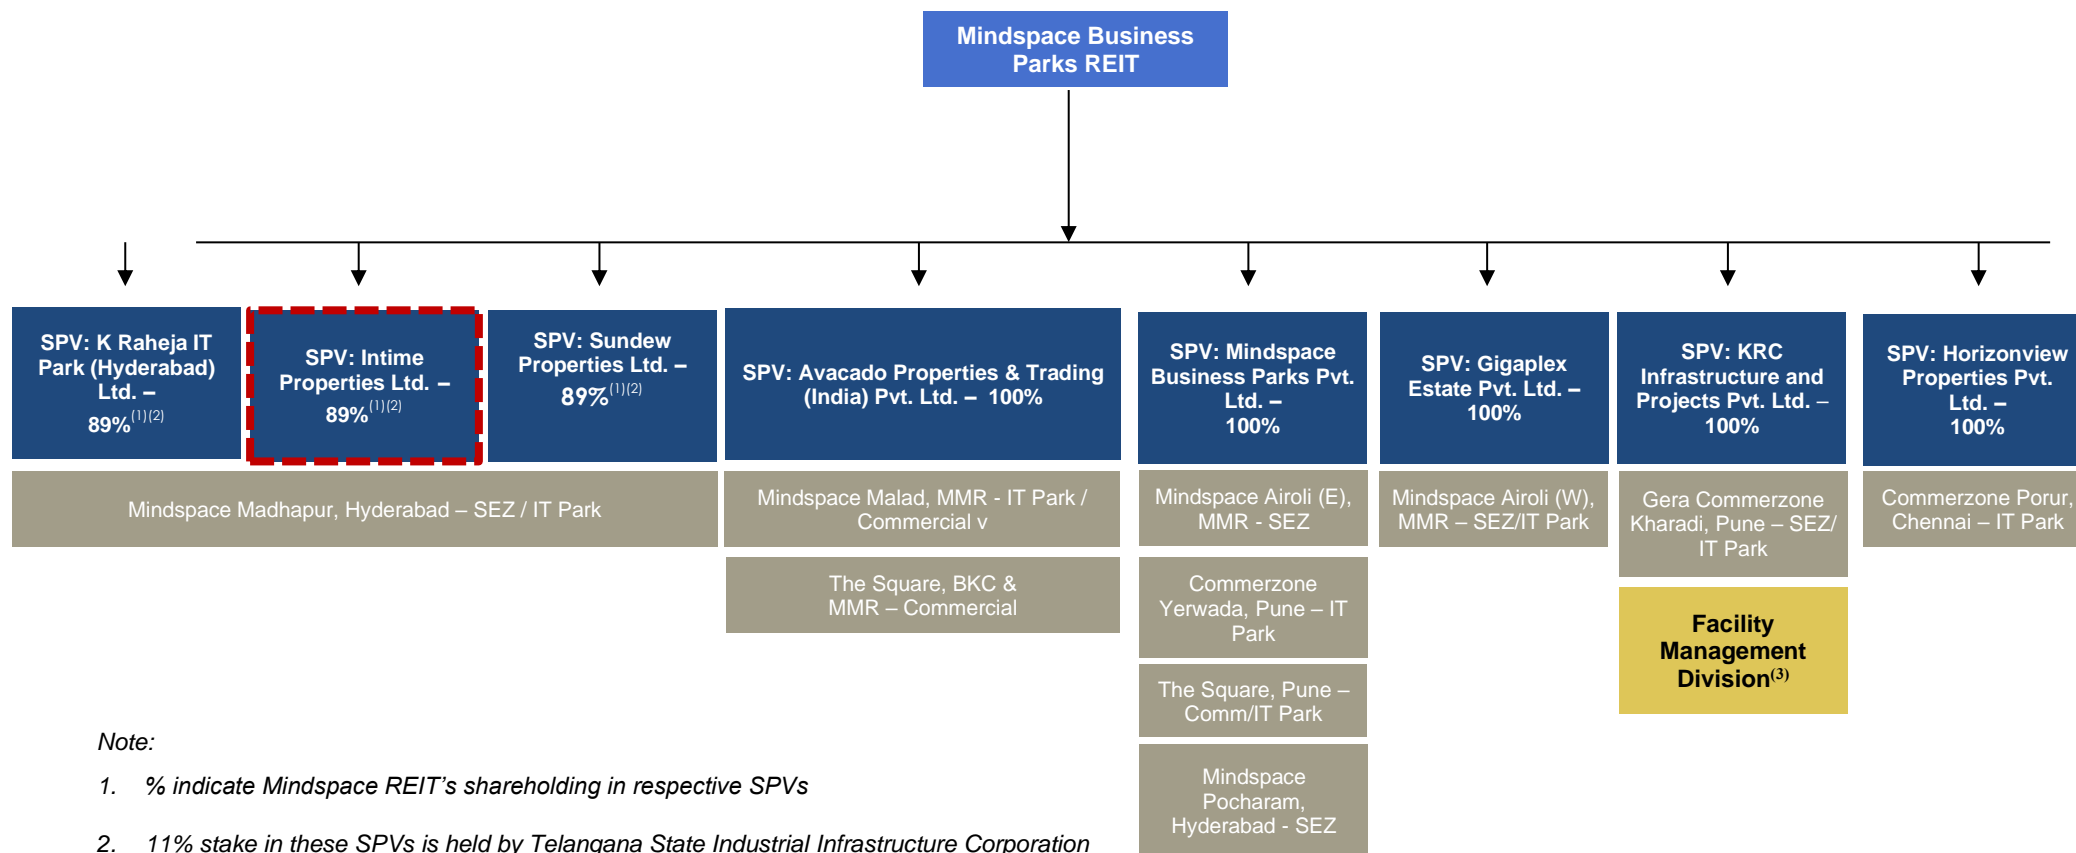 Mindspace Business
Parks REIT
SPV: K Raheja IT
Park (Hyderabad)
Ltd. –
89%(1)(2)
SPV: Intime
Properties Ltd. –
89%(1)(2)
SPV: Sundew
Properties Ltd. –
89%(1)(2)
SPV: Avacado Properties & Trading
(India) Pvt. Ltd. – 100%
SPV: Mindspace
Business Parks Pvt.
Ltd. –
100%
SPV: Gigaplex
Estate Pvt. Ltd. –
100%
SPV: KRC
Infrastructure and
Projects Pvt. Ltd. –
100%
SPV: Horizonview
Properties Pvt.
Ltd. –
100%
Mindspace Madhapur, Hyderabad – SEZ / IT Park
Mindspace Malad, MMR - IT Park /
Commercial v
The Square, BKC &
MMR – Commercial
Mindspace Airoli (E),
MMR - SEZ
Commerzone
Yerwada, Pune – IT
Park
The Square, Pune –
Comm/IT Park
Mindspace
Pocharam,
Hyderabad - SEZ
Mindspace Airoli (W),
MMR – SEZ/IT Park
Gera Commerzone
Kharadi, Pune – SEZ/
IT Park
Facility
Management
Division(3)
Commerzone Porur,
Chennai – IT Park
Note:
1. % indicate Mindspace REIT’s shareholding in respective SPVs
2. 11% stake in these SPVs is held by Telangana State Industrial Infrastructure Corporation